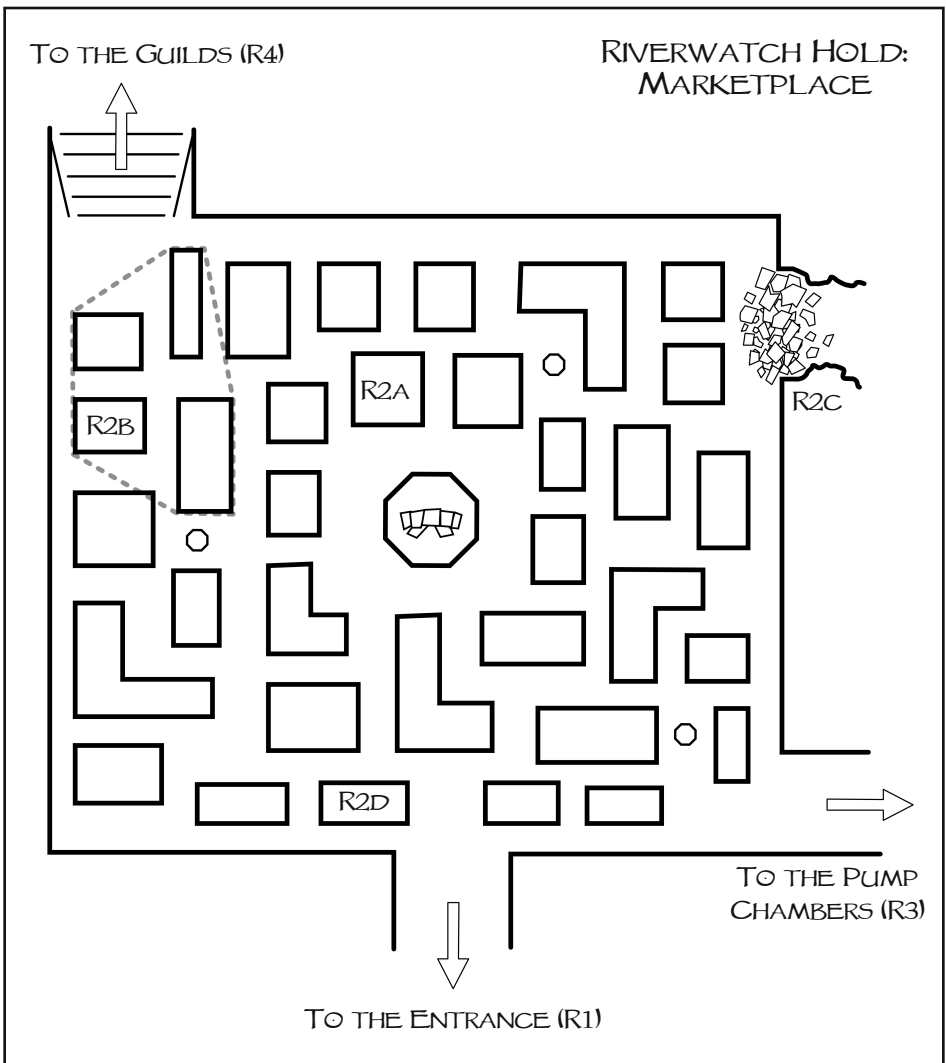 To the Guilds (R4)
Riverwatch Hold:
Marketplace
R2A
R2C
R2B
R2D
To the Pump
Chambers (R3)
To the Entrance (R1)